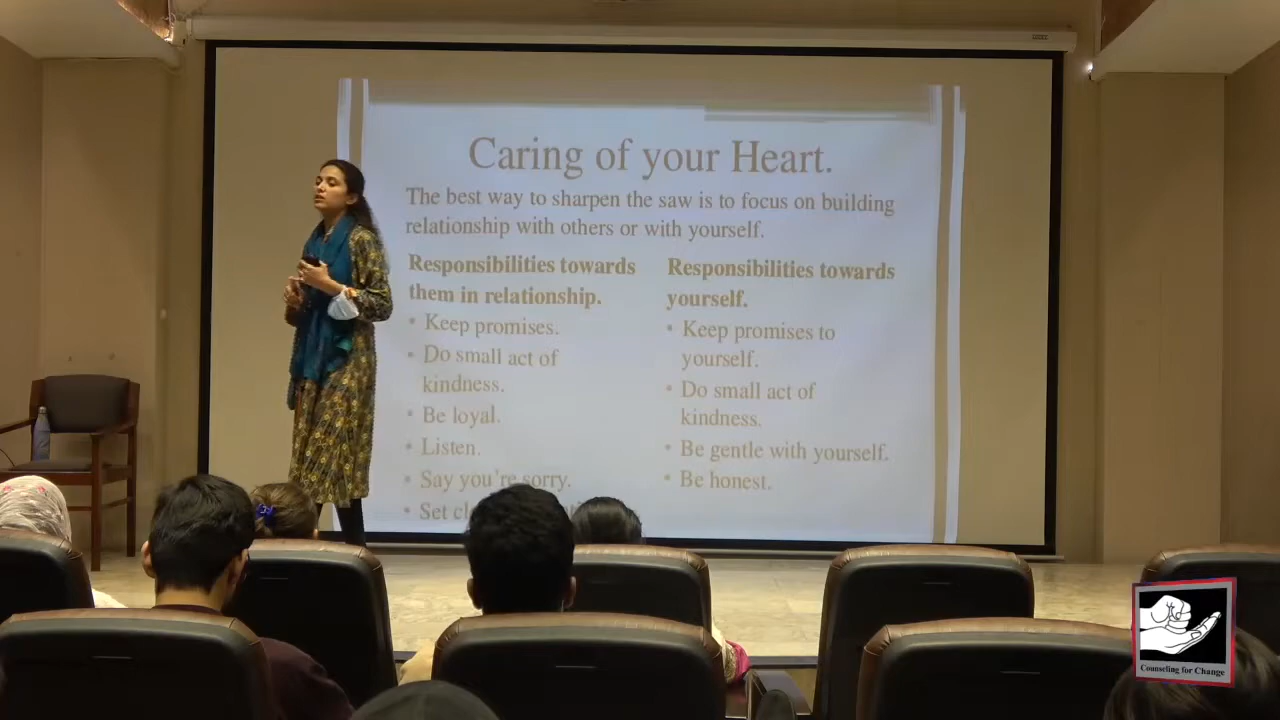 Caring of your Heart.
The best way to sharpen the saw is to focus on building
relationship with others or with yourself.
Responsibilities towards
them in relationship.
• Keep promises.
• Do small act of
kindness.
• Be loyal.
• Listen.
• Say you're sorry.
• Set
Responsibilities towards
yourself.
• Keep promises to
yourself.
• Do small act of
kindness.
• Be gentle with yourself.
• Be honest.
Counseling for Change